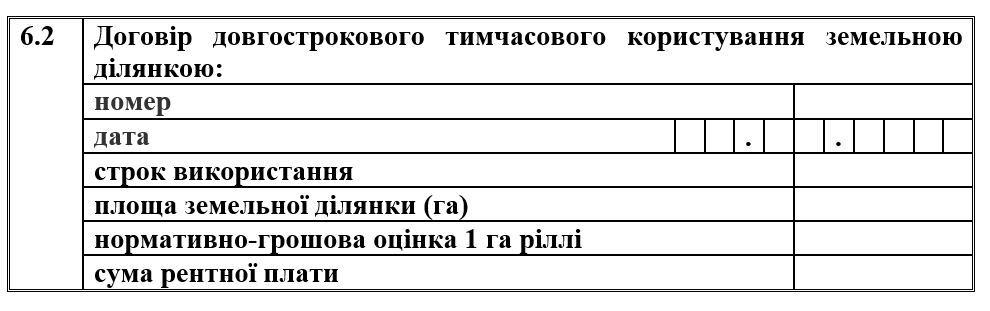 6.2 Договір довгострокового тимчасового користування земельною
ділянкою:
номер
дата . .
строк використання
площа земельної ділянки (га)
нормативно-грошова оцінка 1 га ріллі
сума рентної плати